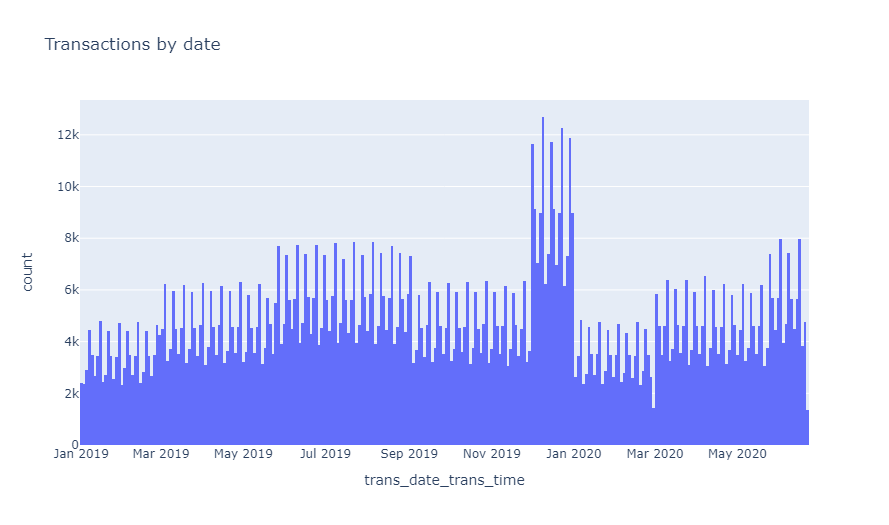 Transactions by date
12k
10k
8k
6k
4k
2k
0
count
Jan 2019 Mar 2019 May 2019 Jul 2019 Sep 2019 Nov 2019 Jan 2020 Mar 2020 May 2020
trans_date_trans_time